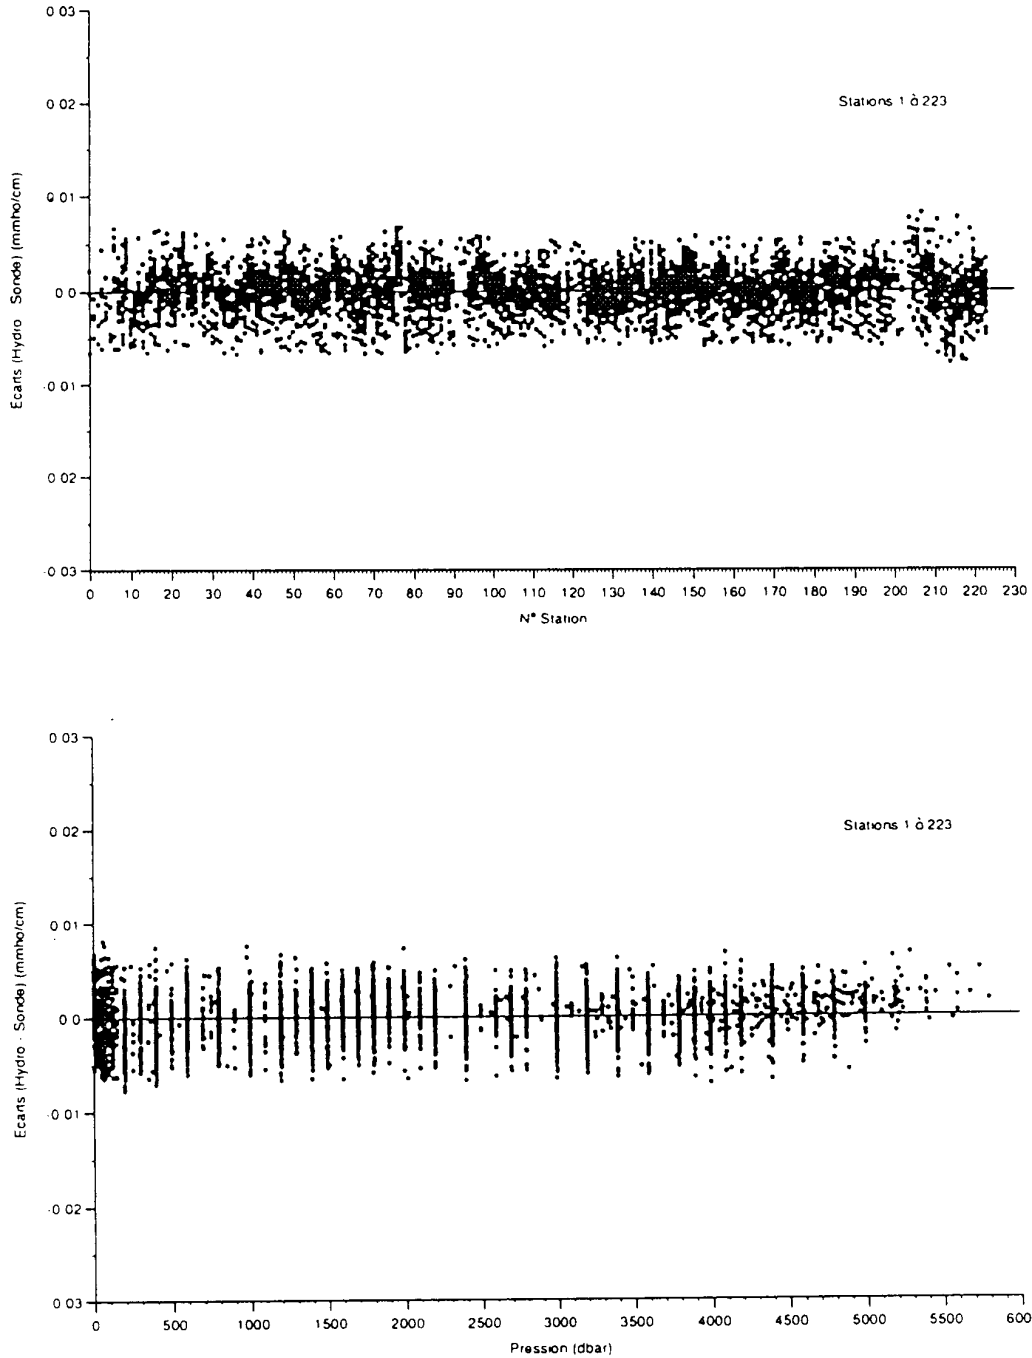 0 03
0 02
Stations 1 à 223
0 01
0 0
-0 01
0 02
-0 03
Ecarts (Hydro Sonde) (mmho/cm)
0 10 20 30 40 50 60 70 80 90 100 110 120 130 140 150 160 170 180 190 200 210 220 230
N° Station
0 03
0 02
Stations 1 à 223
0 01
0 0
-0 01
-0 02
0 03
Ecarts (Hydro - Sonde) (mmho/cm)
0 500 1000 1500 2000 2500 3000 3500 4000 4500 5000 5500 600
Pression (dbar)